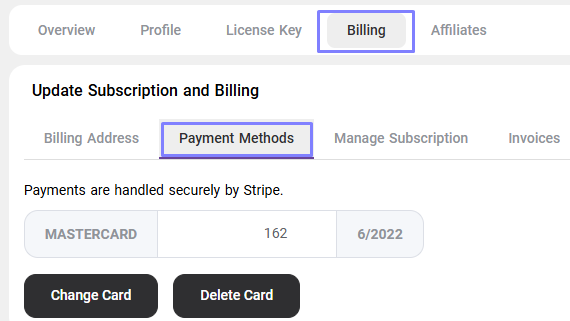 Overview Profile License Key Billing Affiliates
Update Subscription and Billing
Billing Address Payment Methods Manage Subscription Invoices
Payments are handled securely by Stripe.
MASTERCARD 162 6/2022
Change Card Delete Card